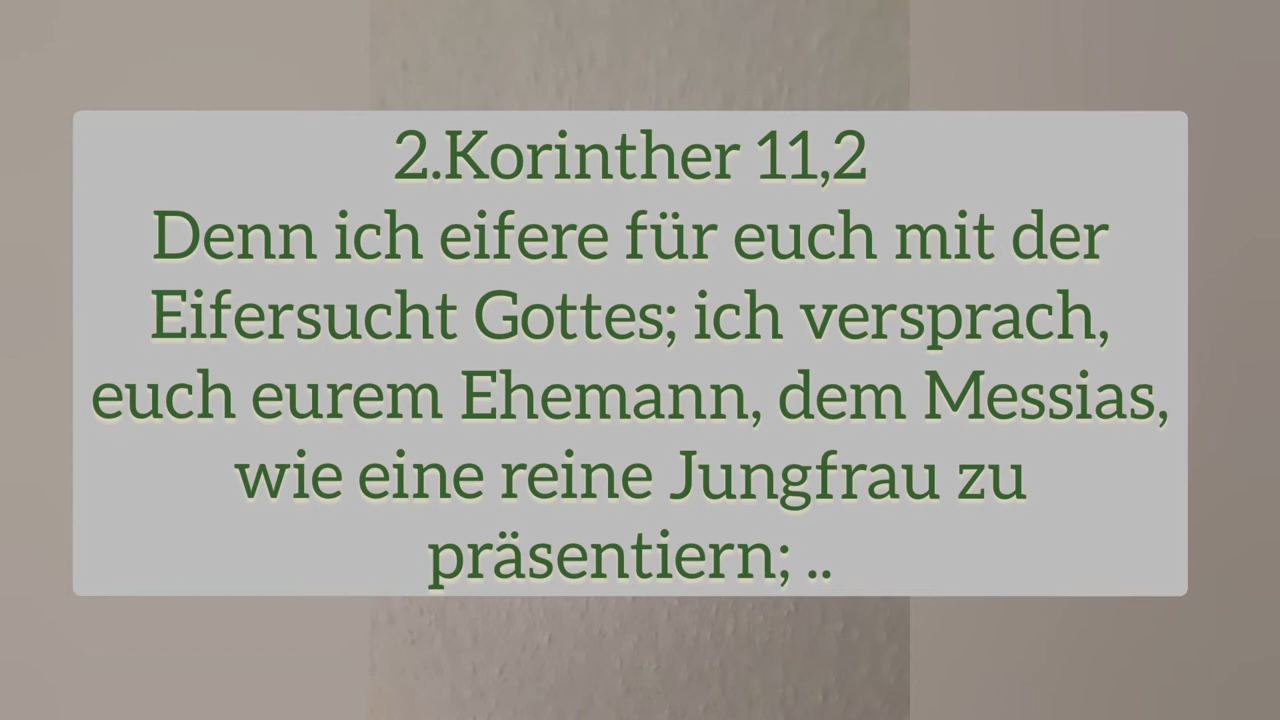 2.Korinther 11,2
Denn ich eifere für euch mit der
Eifersucht Gottes; ich versprach,
euch eurem Ehemann, dem Messias,
wie eine reine Jungfrau zu
präsentiern; ..